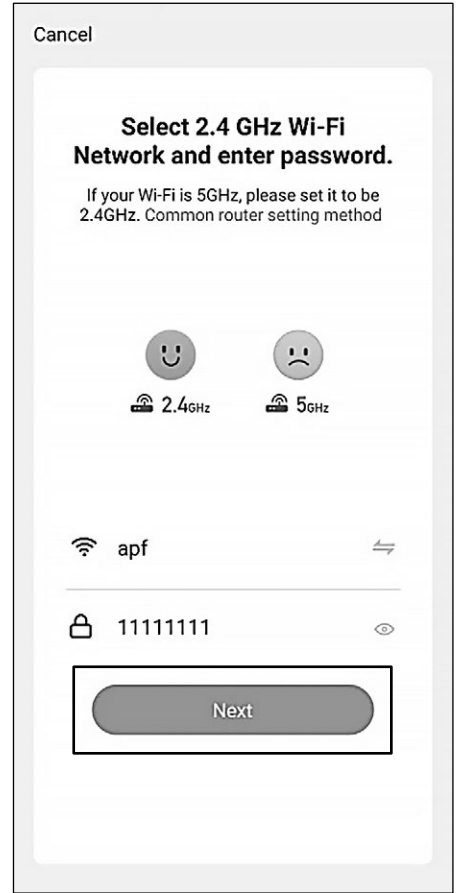 Cancel
Select 2.4 GHz Wi-Fi
Network and enter password.
If your Wi-Fi is 5GHz, please set it to be
2.4GHz. Common router setting method
2.4GHz 5GHz
apf
11111111
Next